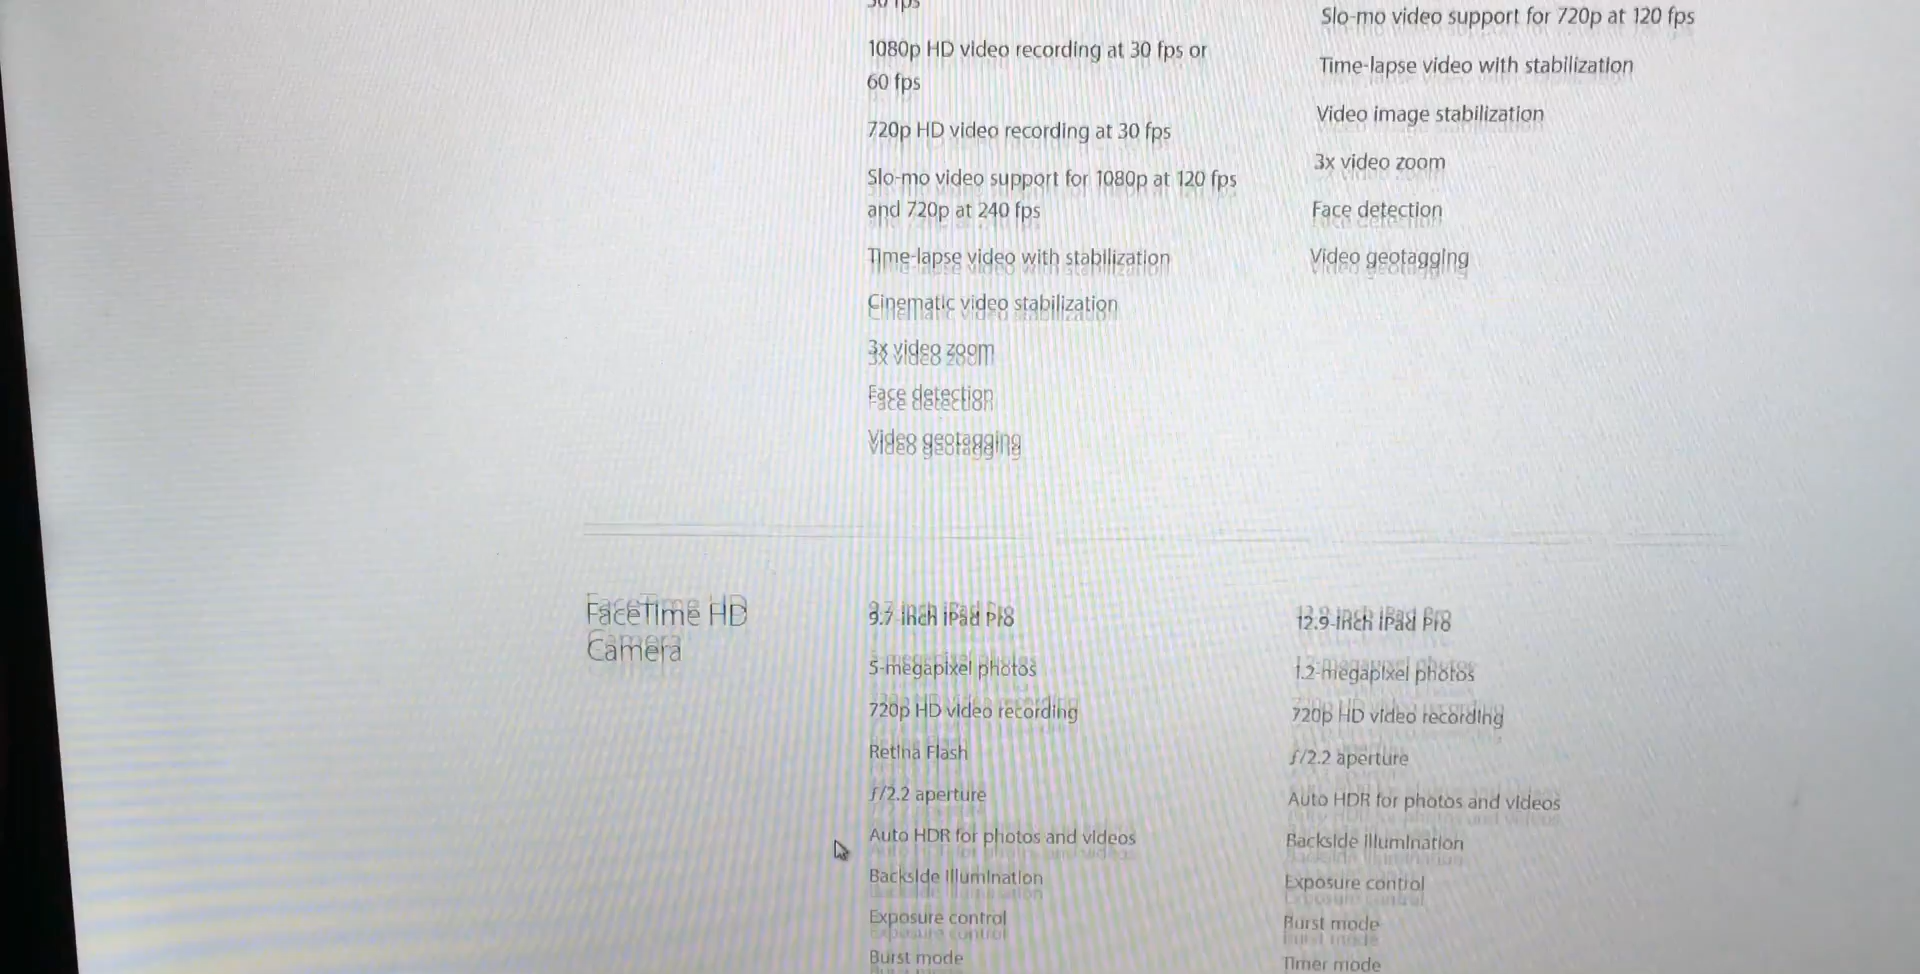 30 fps
1080p HD video recording at 30 fps or
60 fps
720p HD video recording at 30 fps
Slo-mo video support for 1080p at 120 fps
and 720p at 240 fps
Time-lapse video with stabilization
Cinematic video stabilization
3x video zoom
Face detection
Video geotagging
Slo-mo video support for 720p at 120 fps
Time-lapse video with stabilization
Video image stabilization
3x video zoom
Face detection
Video geotagging
FaceTime HD
Camera
9.7-inch iPad Pro
5-megapixel photos
720p HD video recording
Retina Flash
ƒ/2.2 aperture
Auto HDR for photos and videos
Backside illumination
Exposure control
Burst mode
12.9-inch iPad Pro
1.2-megapixel photos
720p HD video recording
ƒ/2.2 aperture
Auto HDR for photos and videos
Backside illumination
Exposure control
Burst mode
Timer mode